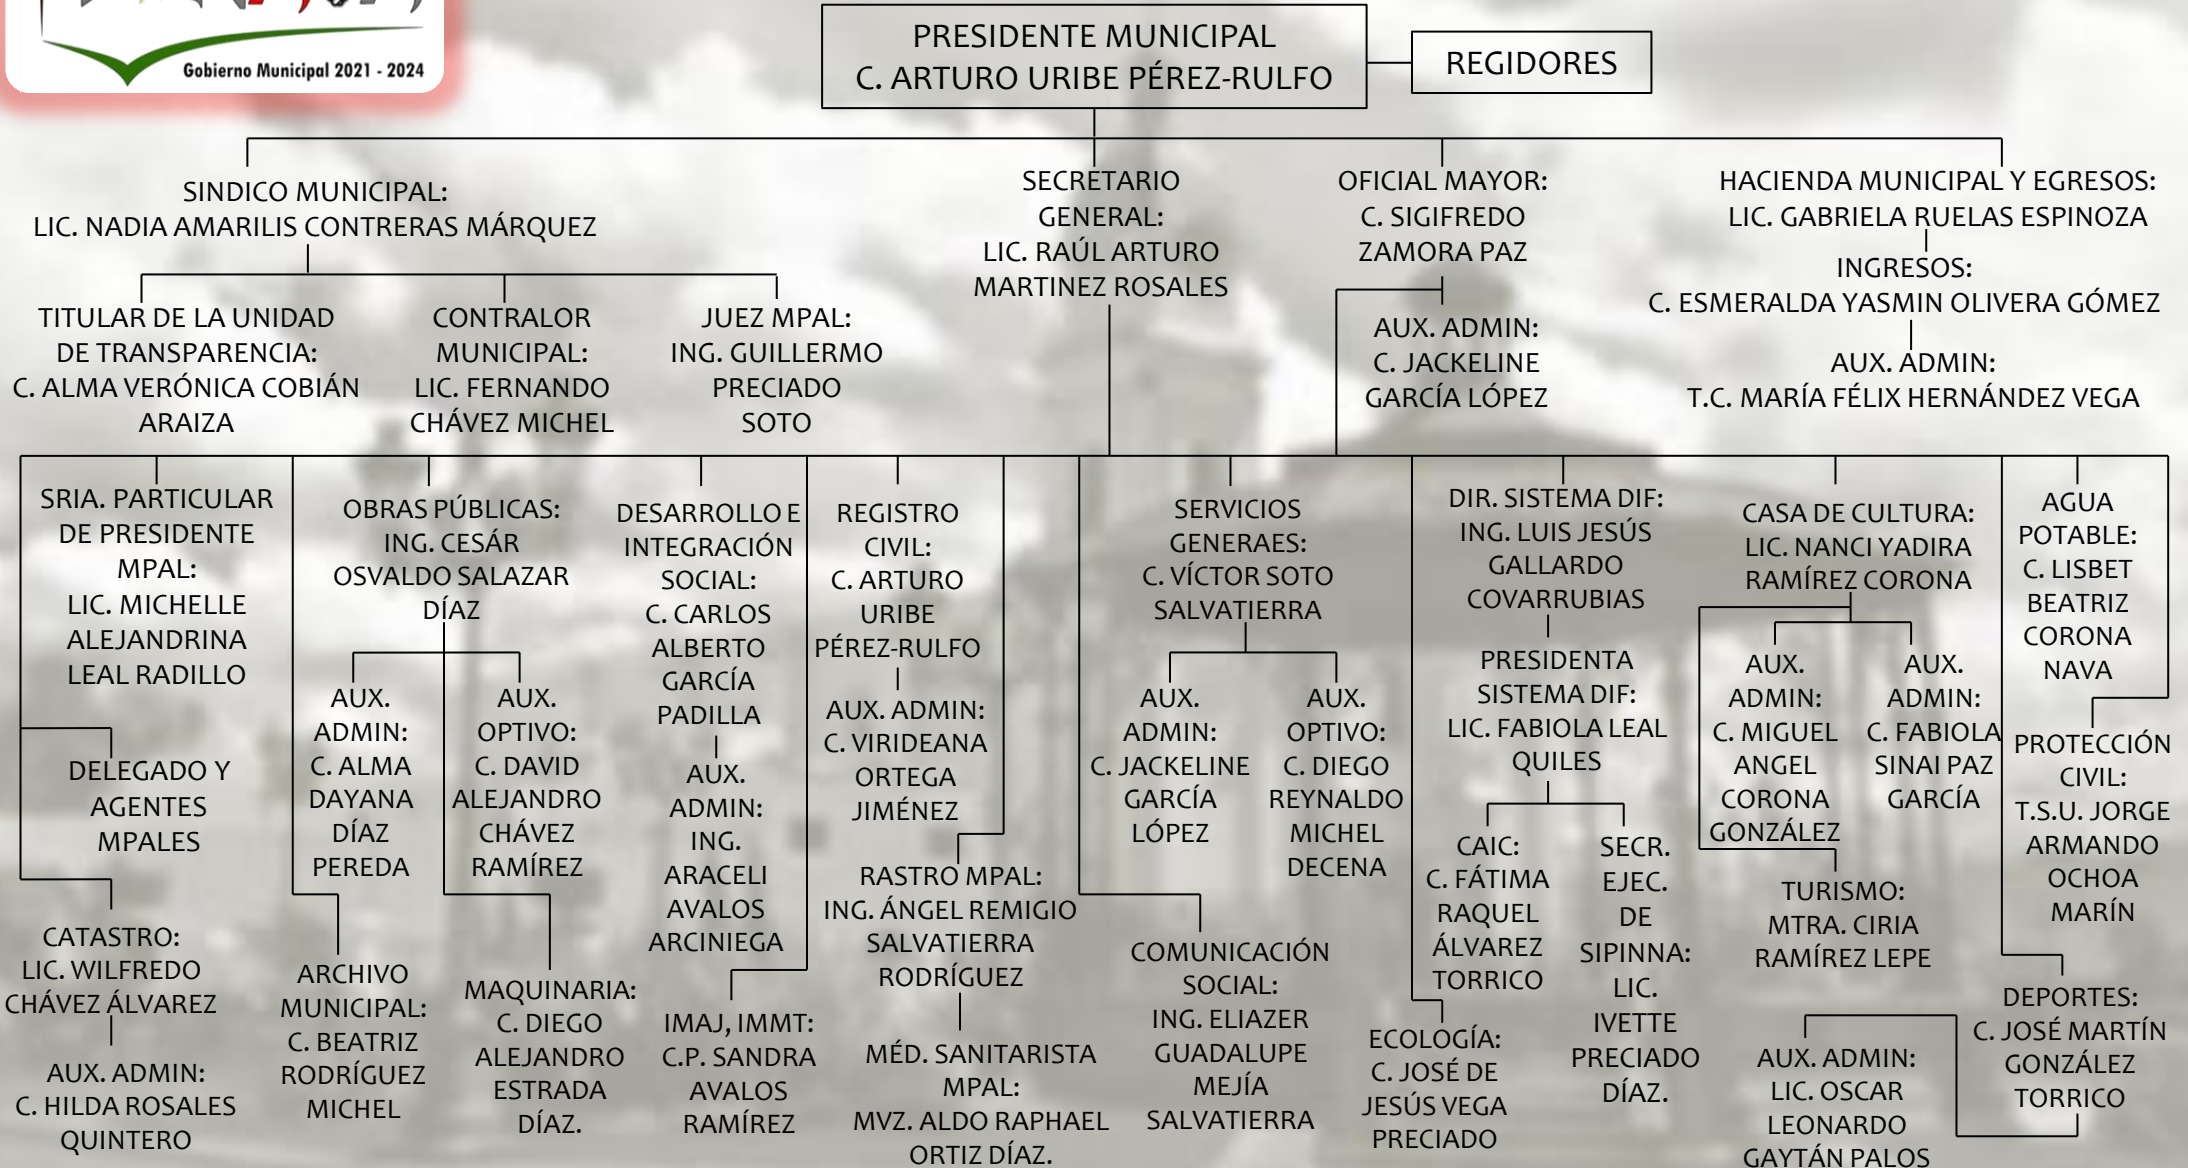 Gobierno Municipal 2021 - 2024
PRESIDENTE MUNICIPAL
C. ARTURO URIBE PÉREZ-RULFO
REGIDORES
SINDICO MUNICIPAL:
LIC. NADIA AMARILIS CONTRERAS MÁRQUEZ
SECRETARIO
GENERAL:
LIC. RAÚL ARTURO
MARTINEZ ROSALES
OFICIAL MAYOR:
C. SIGIFREDO
ZAMORA PAZ
HACIENDA MUNICIPAL Y EGRESOS:
LIC. GABRIELA RUELAS ESPINOZA
INGRESOS:
C. ESMERALDA YASMIN OLIVERA GÓMEZ
AUX. ADMIN:
T.C. MARÍA FÉLIX HERNÁNDEZ VEGA
TITULAR DE LA UNIDAD
DE TRANSPARENCIA:
C. ALMA VERÓNICA COBIÁN
ARAIZA
CONTRALOR
MUNICIPAL:
LIC. FERNANDO
CHÁVEZ MICHEL
JUEZ MPAL:
ING. GUILLERMO
PRECIADO
SOTO
AUX. ADMIN:
C. JACKELINE
GARCÍA LÓPEZ
SRIA. PARTICULAR
DE PRESIDENTE
MPAL:
LIC. MICHELLE
ALEJANDRINA
LEAL RADILLO
DELEGADO Y
AGENTES
MPALES
CATASTRO:
LIC. WILFREDO
CHÁVEZ ÁLVAREZ
AUX. ADMIN:
C. HILDA ROSALES
QUINTERO
OBRAS PÚBLICAS:
ING. CESÁR
OSVALDO SALAZAR
DÍAZ
AUX.
ADMIN:
C. ALMA
DAYANA
DÍAZ
PEREDA
AUX.
OPTIVO:
C. DAVID
ALEJANDRO
CHÁVEZ
RAMÍREZ
ARCHIVO
MUNICIPAL:
C. BEATRIZ
RODRÍGUEZ
MICHEL
MAQUINARIA:
C. DIEGO
ALEJANDRO
ESTRADA
DÍAZ.
DESARROLLO E
INTEGRACIÓN
SOCIAL:
C. CARLOS
ALBERTO
GARCÍA
PADILLA
AUX.
ADMIN:
ING.
ARACELI
AVALOS
ARCINIEGA
IMAJ, IMMT:
C.P. SANDRA
AVALOS
RAMÍREZ
REGISTRO
CIVIL:
C. ARTURO
URIBE
PÉREZ-RULFO
AUX. ADMIN:
C. VIRIDEANA
ORTEGA
JIMÉNEZ
RASTRO MPAL:
ING. ÁNGEL REMIGIO
SALVATIERRA
RODRÍGUEZ
MÉD. SANITARISTA
MPAL:
MVZ. ALDO RAPHAEL
ORTIZ DÍAZ.
SERVICIOS
GENERAES:
C. VÍCTOR SOTO
SALVATIERRA
AUX.
ADMIN:
C. JACKELINE
GARCÍA
LÓPEZ
AUX.
OPTIVO:
C. DIEGO
REYNALDO
MICHEL
DECENA
COMUNICACIÓN
SOCIAL:
ING. ELIAZER
GUADALUPE
MEJÍA
SALVATIERRA
DIR. SISTEMA DIF:
ING. LUIS JESÚS
GALLARDO
COVARRUBIAS
PRESIDENTA
SISTEMA DIF:
LIC. FABIOLA LEAL
QUILES
CAIC:
C. FÁTIMA
RAQUEL
ÁLVAREZ
TORRICO
SECR.
EJEC.
DE
SIPINNA:
LIC.
IVETTE
PRECIADO
DÍAZ.
ECOLOGÍA:
C. JOSÉ DE
JESÚS VEGA
PRECIADO
CASA DE CULTURA:
LIC. NANCI YADIRA
RAMÍREZ CORONA
AUX.
ADMIN:
C. MIGUEL
ANGEL
CORONA
GONZÁLEZ
AUX.
ADMIN:
C. FABIOLA
SINAI PAZ
GARCÍA
TURISMO:
MTRA. CIRIA
RAMÍREZ LEPE
AGUA
POTABLE:
C. LISBET
BEATRIZ
CORONA
NAVA
PROTECCIÓN
CIVIL:
T.S.U. JORGE
ARMANDO
OCHOA
MARÍN
DEPORTES:
C. JOSÉ MARTÍN
GONZÁLEZ
TORRICO
AUX. ADMIN:
LIC. OSCAR
LEONARDO
GAYTÁN PALOS